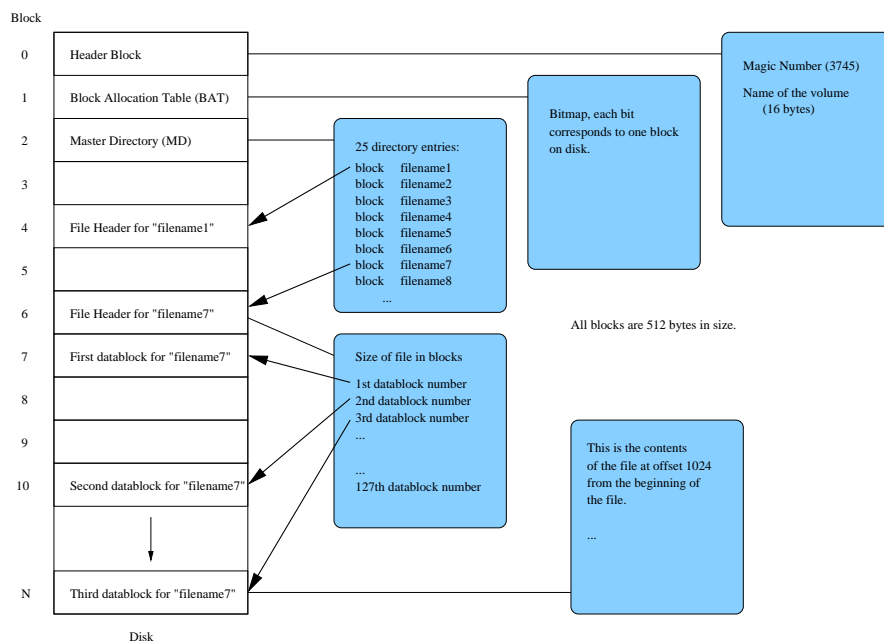 Block
0
Header Block
1
Block Allocation Table (BAT)
2
Master Directory (MD)
3
4
File Header for "filename1"
5
6
File Header for "filename7"
7
First datablock for "filename7"
8
9
10
Second datablock for "filename7"
N
Third datablock for "filename7"
Disk
25 directory entries:
block filename1
block filename2
block filename3
block filename4
block filename5
block filename6
block filename7
block filename8
...
Size of file in blocks
1st datablock number
2nd datablock number
3rd datablock number
...
...
127th datablock number
Bitmap, each bit
corresponds to one block
on disk.
Magic Number (3745)
Name of the volume
(16 bytes)
All blocks are 512 bytes in size.
This is the contents
of the file at offset 1024
from the beginning of
the file.
...